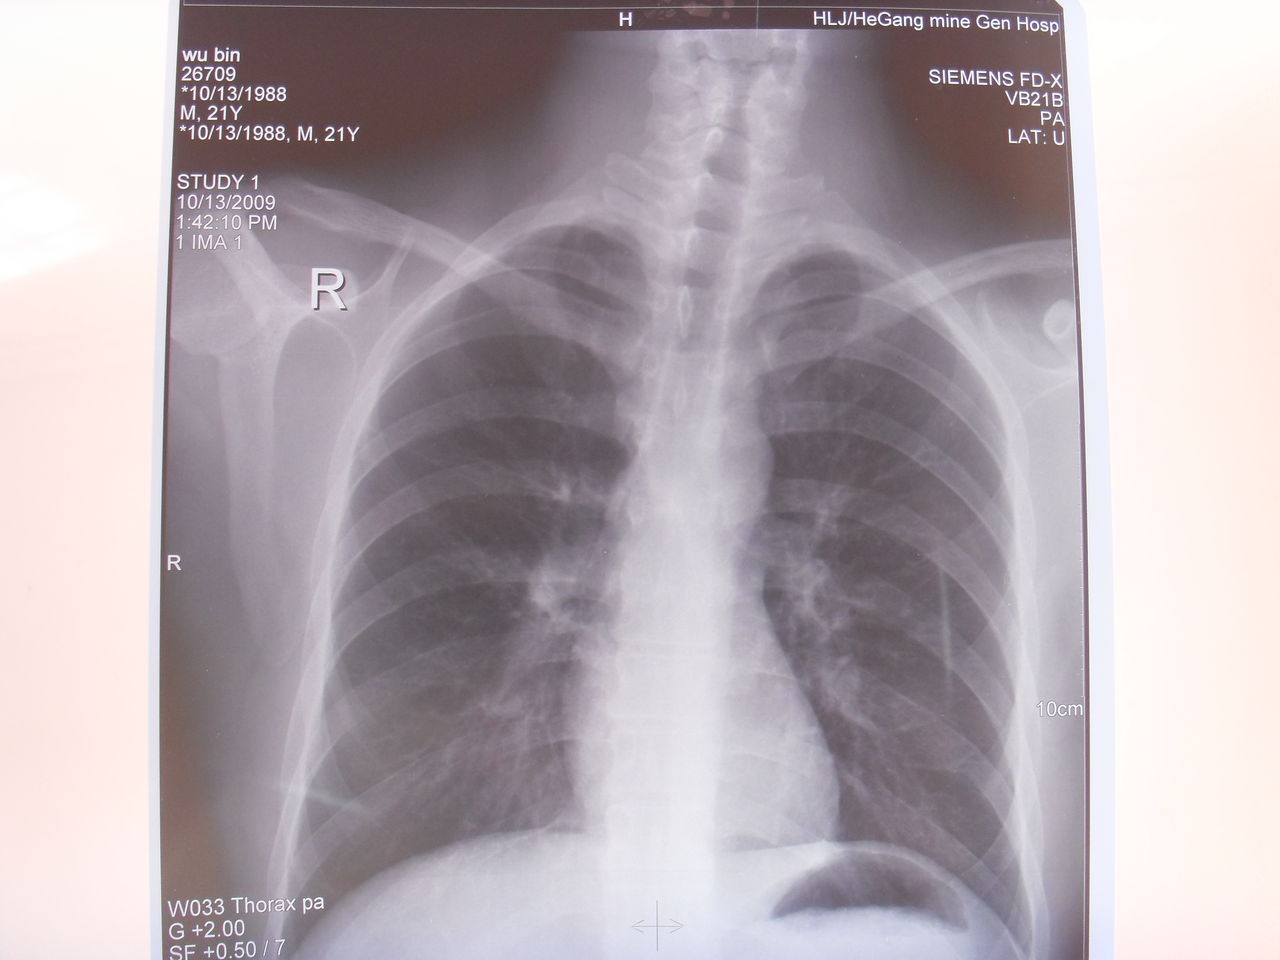 H
HLJ/HeGang mine Gen Hosp
wu bin
26709
*10/13/1988
M, 21Y
*10/13/1988, M, 21Y
SIEMENS FD-X
VB21B
PA
LAT: U
STUDY 1
10/13/2009
1:42:10 PM
1 IMA 1
R
R
10cm
W033 Thorax pa
G +2.00
SF +0.50 / 7